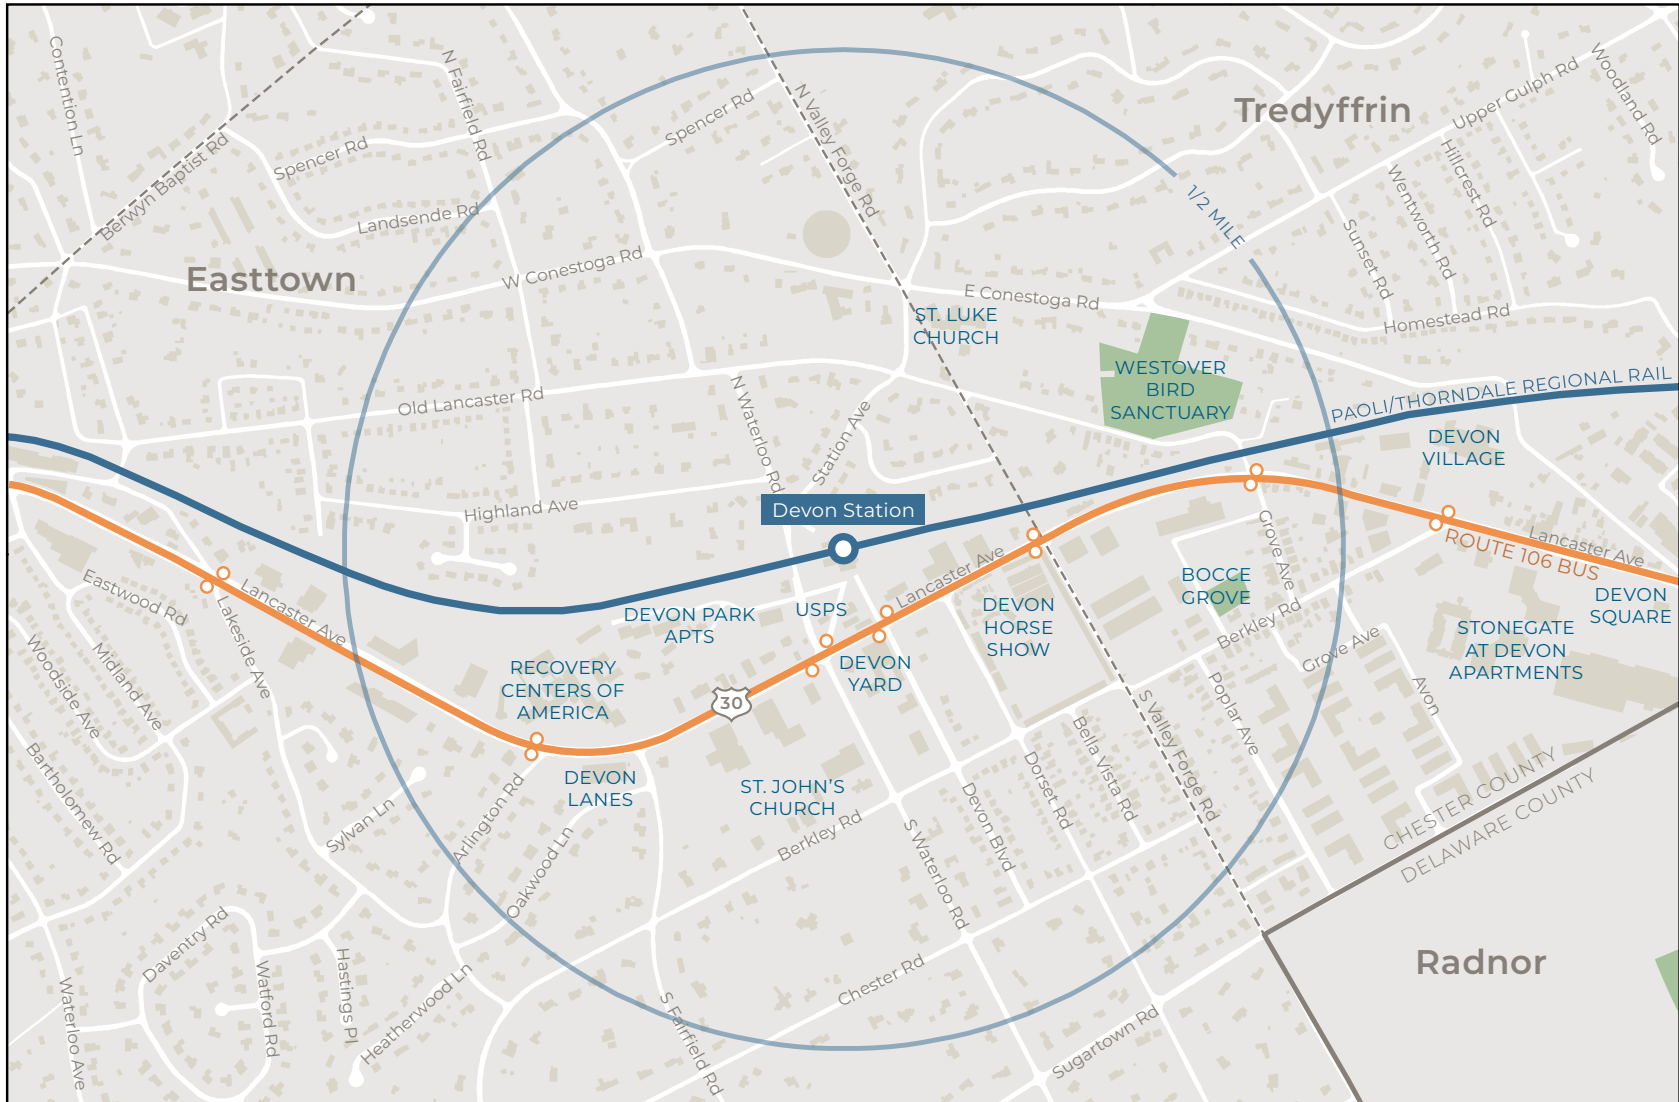 Contention Ln
N Fairfield Rd
Spencer Rd
N Valley Forge Rd
Tredyffrin
Upper Gulph Rd
Woodland Rd
Berwyn Baptist Rd
Spencer Rd
Hillcrest Rd
Wentworth Rd
Landsende Rd
1/2 MILE
Sunset Rd
Easttown
W Conestoga Rd
E Conestoga Rd
ST. LUKE
CHURCH
Homestead Rd
WESTOVER
BIRD
SANCTUARY
PAOLI/THORNDALE REGIONAL RAIL
Old Lancaster Rd
N Waterloo Rd
Station Ave
DEVON
VILLAGE
Highland Ave
Devon Station
Grove Ave
Lancaster Ave
ROUTE 106 BUS
Eastwood Rd
Lakeside Ave
Lancaster Ave
Lancaster Ave
BOCCE
GROVE
DEVON
SQUARE
DEVON PARK
APTS
USPS
DEVON
HORSE
SHOW
Berkley Rd
Grove Ave
STONEGATE
AT DEVON
APARTMENTS
Woodside Ave
Midland Ave
RECOVERY
CENTERS OF
AMERICA
DEVON
YARD
30
S Valley Forge Rd
Poplar Ave
Avon
Bartholomew Rd
DEVON
LANES
ST. JOHN'S
CHURCH
Dorset Rd
Bella Vista Rd
CHESTER COUNTY
DELAWARE COUNTY
Sylvan Ln
Arlington Rd
Oakwood Ln
Berkley Rd
S Waterloo Rd
Devon Blvd
Daventry Rd
Watford Rd
Hastings Pl
Heatherwood Ln
Waterloo Ave
S Fairfield Rd
Chester Rd
Sugartown Rd
Radnor